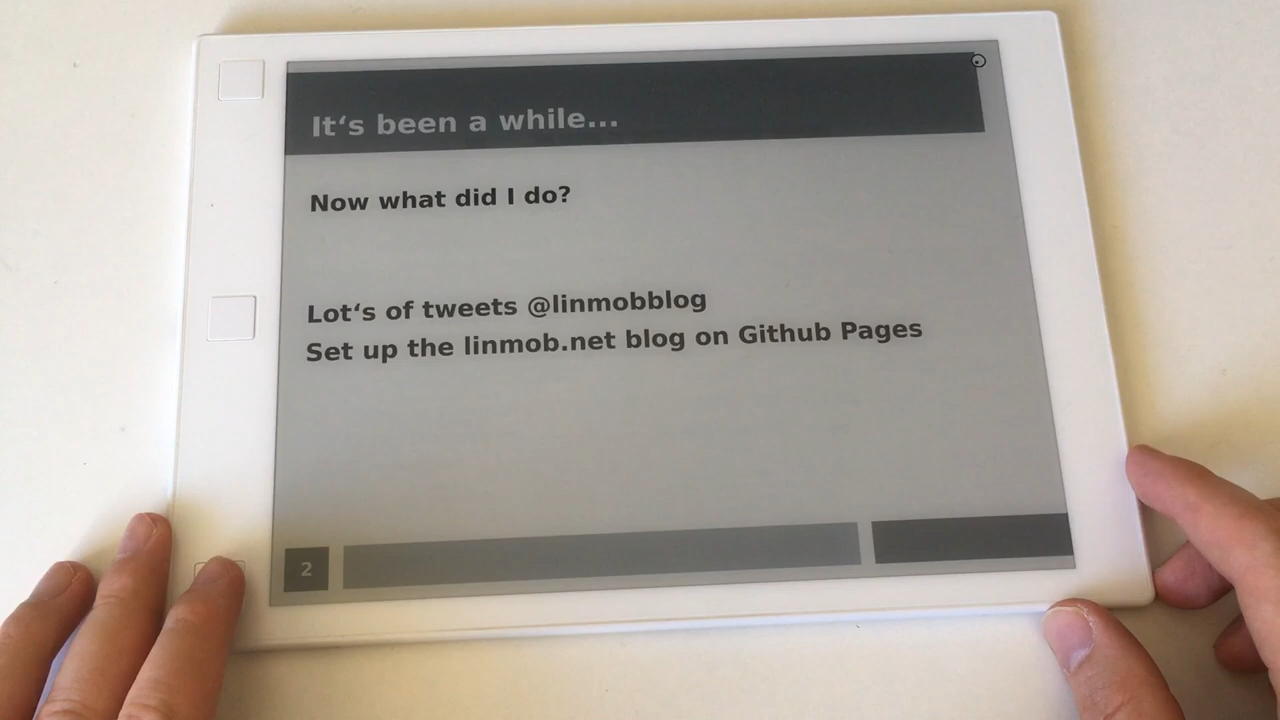 It‘s been a while...
Now what did I do?
Lot‘s of tweets @linmobblog
Set up the linmob.net blog on Github Pages
2